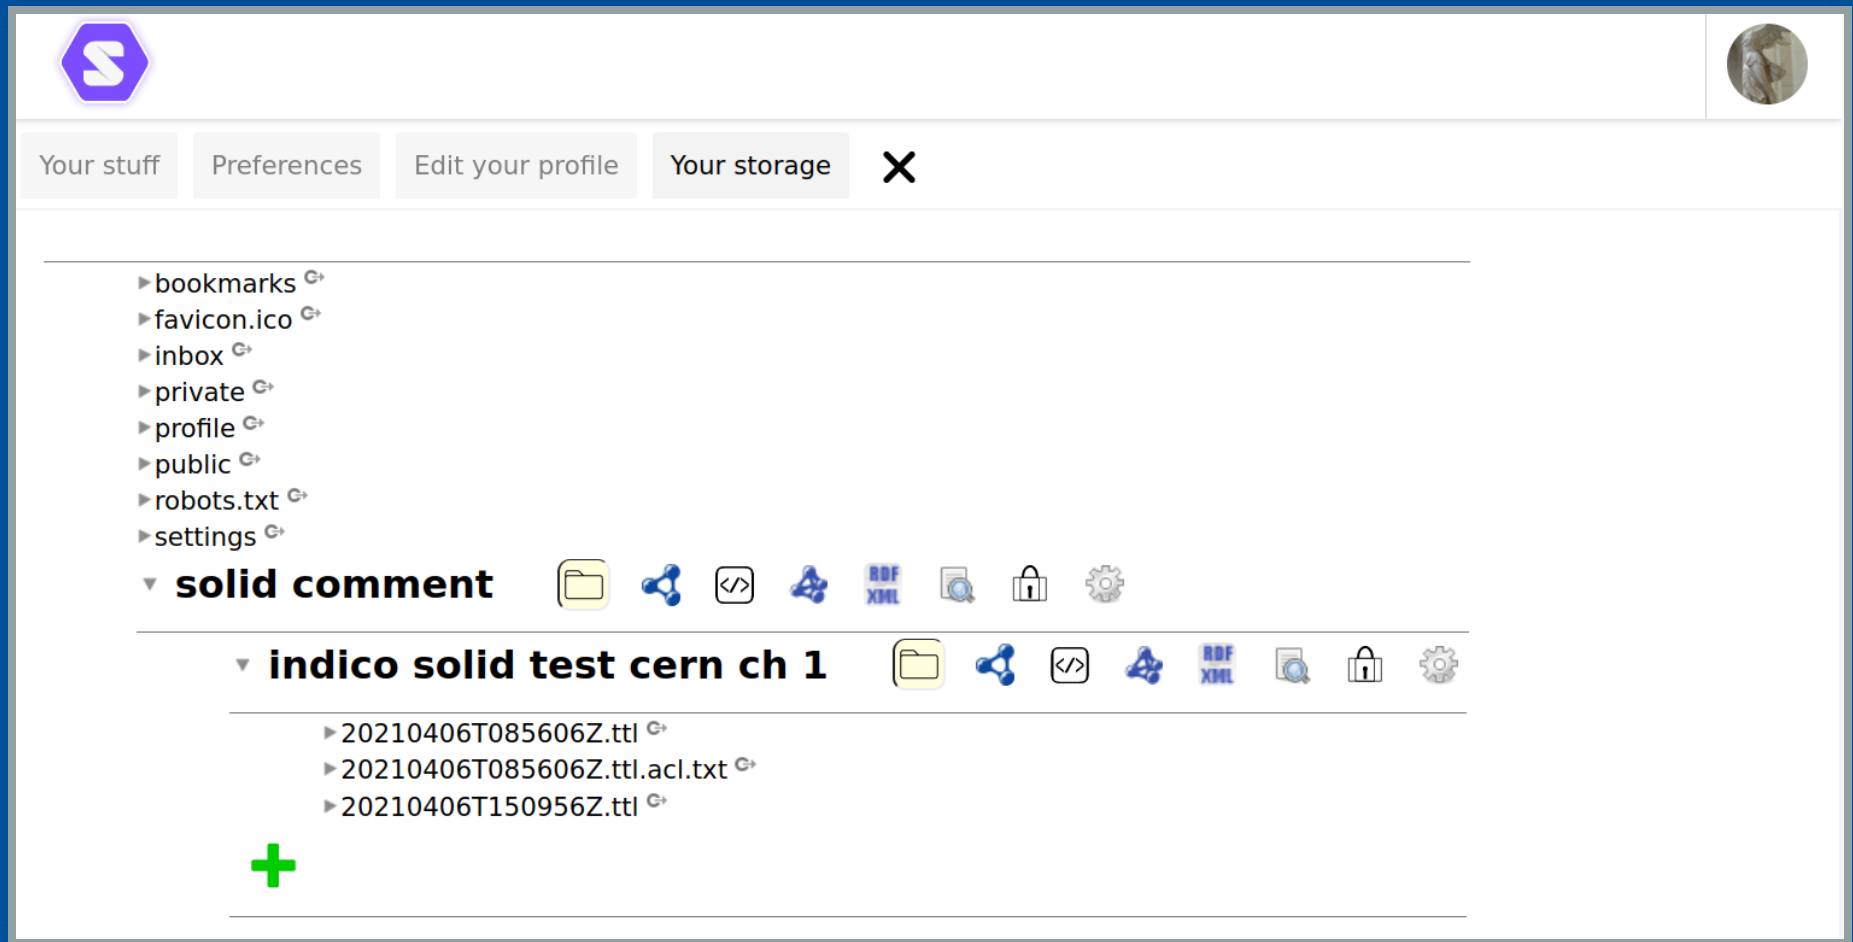 S
Your stuff Preferences Edit your profile Your storage
bookmarks
favicon.ico
inbox
private
profile
public
robots.txt
settings
solid comment </> RDF XML
indico solid test cern ch 1 </> RDF XML
20210406T085606Z.ttl
20210406T085606Z.ttl.acl.txt
20210406T150956Z.ttl